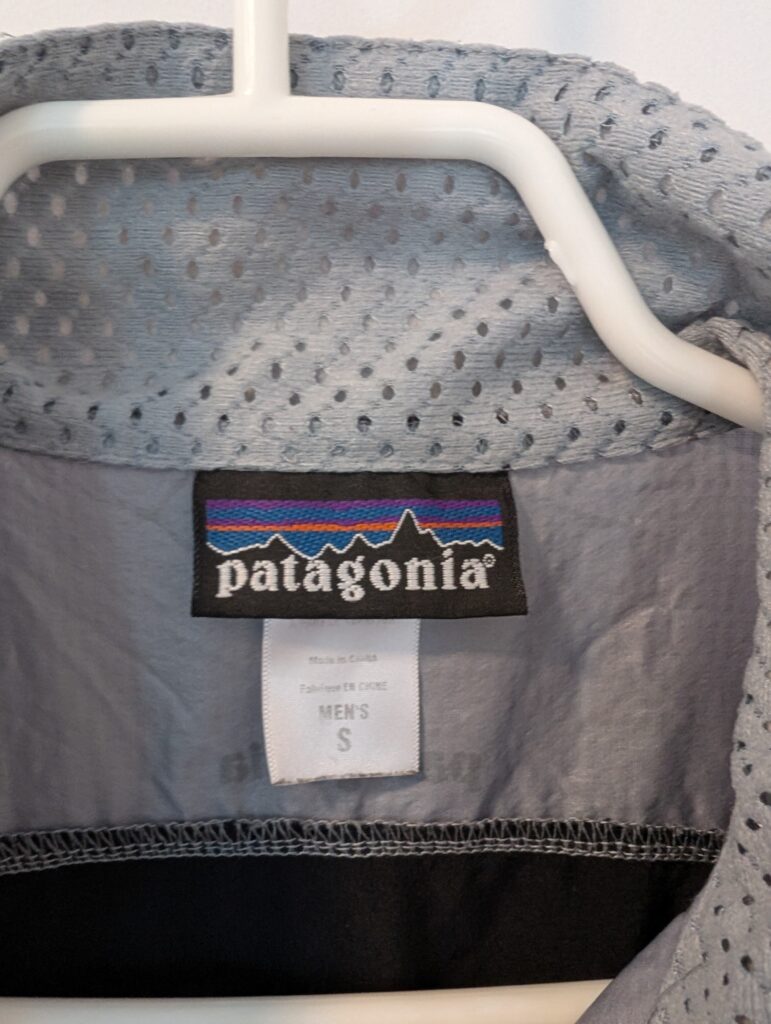 patagonia®
Made in CHINA
Fabriqué EN CHINE
MEN'S
S